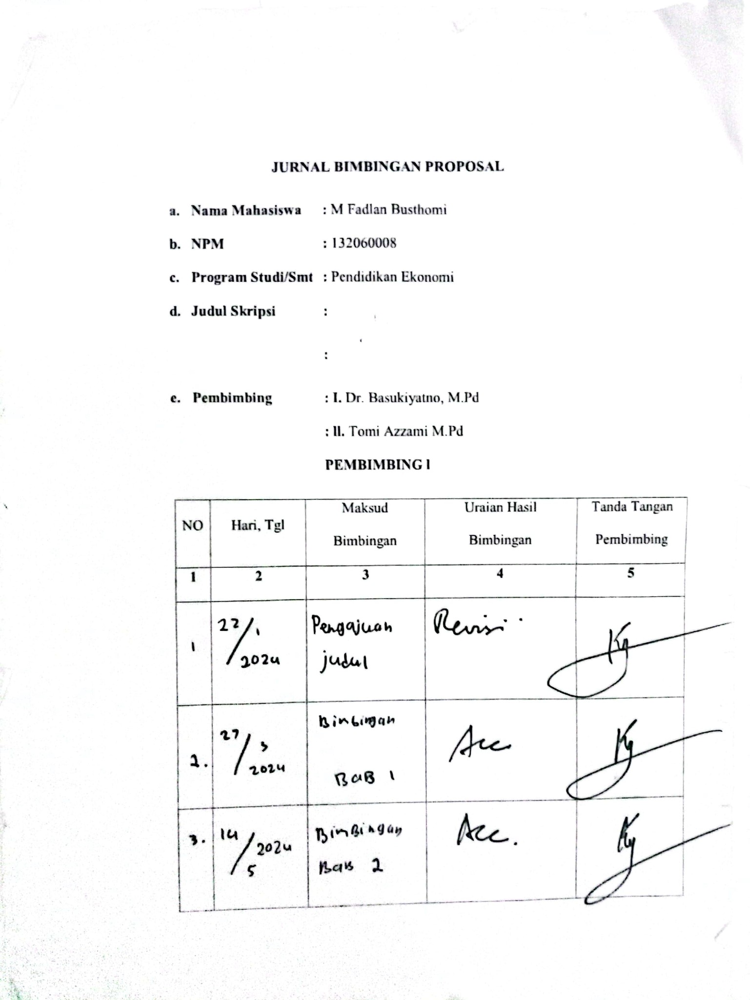 JURNAL BIMBINGAN PROPOSAL
a. Nama Mahasiswa : M Fadlan Busthomi
b. NPM : 132060008
c. Program Studi/Smt : Pendidikan Ekonomi
d. Judul Skripsi :
:
e. Pembimbing : I. Dr. Basukiyatno, M.Pd
: II. Tomi Azzami M.Pd
PEMBIMBING I
NO Hari, Tgl Maksud Bimbingan Uraian Hasil Bimbingan Tanda Tangan Pembimbing
1 2 3 4 5
1 22/1 2024 Pengajuan judul Revisi
2. 27/3 2024 Bimbingan BAB 1 Acc
3. 14/5 2024 BimBingan BaB 2 Acc.